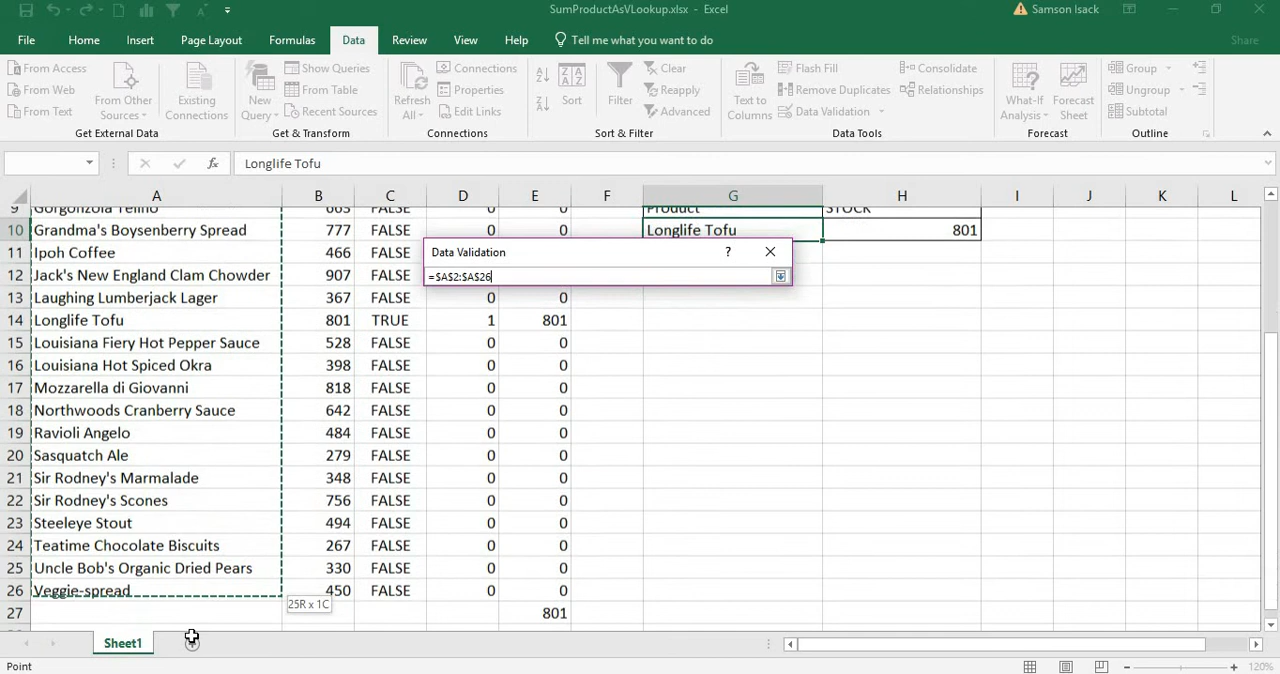 SumProductAsVLookup.xlsx - Excel
Samson Isack
File Home Insert Page Layout Formulas Data Review View Help Tell me what you want to do Share
From Access
From Web
From Text
From Other Sources
Existing Connections
Get External Data
New Query
Show Queries
From Table
Recent Sources
Get & Transform
Refresh All
Connections
Properties
Edit Links
Connections
Sort
Filter
Clear
Reapply
Advanced
Sort & Filter
Text to Columns
Flash Fill
Remove Duplicates
Data Validation
Consolidate
Relationships
Data Tools
What-If Analysis
Forecast Sheet
Forecast
Group
Ungroup
Subtotal
Outline
fx Longlife Tofu
A B C D E F G H I J K L
9 Gorgonzola Telino 665 FALSE 0 0 Product STOCK
10 Grandma's Boysenberry Spread 777 FALSE 0 0 Longlife Tofu 801
11 Ipoh Coffee 466 FALSE
12 Jack's New England Clam Chowder 907 FALSE
13 Laughing Lumberjack Lager 367 FALSE 0 0
14 Longlife Tofu 801 TRUE 1 801
15 Louisiana Fiery Hot Pepper Sauce 528 FALSE 0 0
16 Louisiana Hot Spiced Okra 398 FALSE 0 0
17 Mozzarella di Giovanni 818 FALSE 0 0
18 Northwoods Cranberry Sauce 642 FALSE 0 0
19 Ravioli Angelo 484 FALSE 0 0
20 Sasquatch Ale 279 FALSE 0 0
21 Sir Rodney's Marmalade 348 FALSE 0 0
22 Sir Rodney's Scones 756 FALSE 0 0
23 Steeleye Stout 494 FALSE 0 0
24 Teatime Chocolate Biscuits 267 FALSE 0 0
25 Uncle Bob's Organic Dried Pears 330 FALSE 0 0
26 Veggie-spread 450 FALSE 0 0
27 801
Data Validation ?
=$A$2:$A$26
25R x 1C
Sheet1
Point
120%